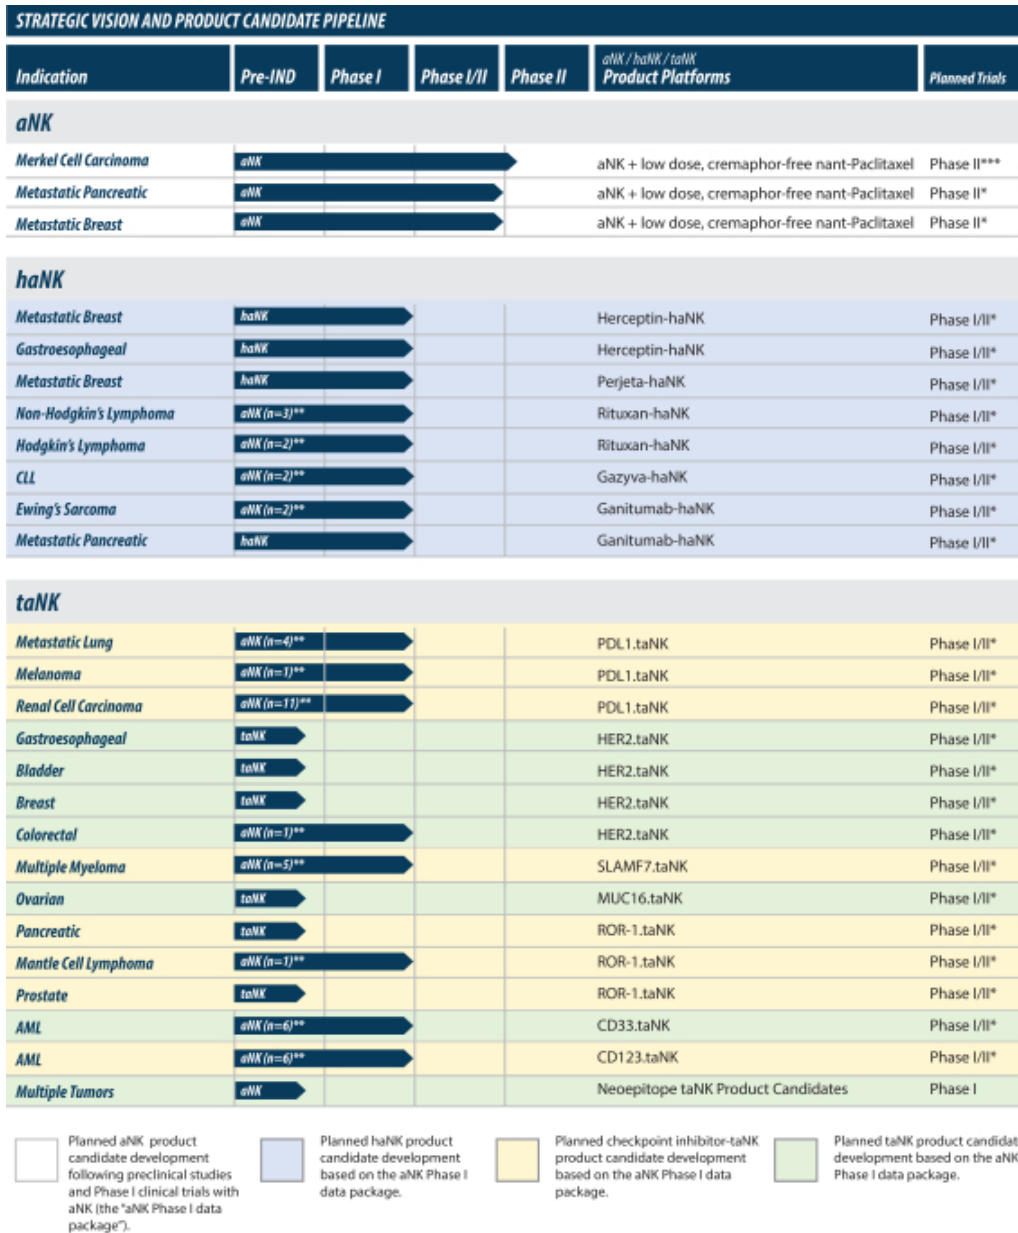 STRATEGIC VISION AND PRODUCT CANDIDATE PIPELINE
Indication Pre-IND Phase I Phase I/II Phase II aNK / haNK / taNK Product Platforms Planned Trials
aNK
Merkel Cell Carcinoma aNK aNK + low dose, cremaphor-free nant-Paclitaxel Phase II***
Metastatic Pancreatic aNK aNK + low dose, cremaphor-free nant-Paclitaxel Phase II*
Metastatic Breast aNK aNK + low dose, cremaphor-free nant-Paclitaxel Phase II*
haNK
Metastatic Breast haNK Herceptin-haNK Phase I/II*
Gastroesophageal haNK Herceptin-haNK Phase I/II*
Metastatic Breast haNK Perjeta-haNK Phase I/II*
Non-Hodgkin's Lymphoma aNK (n=3)** Rituxan-haNK Phase I/II*
Hodgkin's Lymphoma aNK (n=2)** Rituxan-haNK Phase I/II*
CLL aNK (n=2)** Gazyva-haNK Phase I/II*
Ewing's Sarcoma aNK (n=2)** Ganitumab-haNK Phase I/II*
Metastatic Pancreatic haNK Ganitumab-haNK Phase I/II*
taNK
Metastatic Lung aNK (n=4)** PDL1.taNK Phase I/II*
Melanoma aNK (n=1)** PDL1.taNK Phase I/II*
Renal Cell Carcinoma aNK (n=11)** PDL1.taNK Phase I/II*
Gastroesophageal taNK HER2.taNK Phase I/II*
Bladder taNK HER2.taNK Phase I/II*
Breast taNK HER2.taNK Phase I/II*
Colorectal aNK (n=1)** HER2.taNK Phase I/II*
Multiple Myeloma aNK (n=5)** SLAMF7.taNK Phase I/II*
Ovarian taNK MUC16.taNK Phase I/II*
Pancreatic taNK ROR-1.taNK Phase I/II*
Mantle Cell Lymphoma aNK (n=1)** ROR-1.taNK Phase I/II*
Prostate taNK ROR-1.taNK Phase I/II*
AML aNK (n=6)** CD33.taNK Phase I/II*
AML aNK (n=6)** CD123.taNK Phase I/II*
Multiple Tumors aNK Neoepitope taNK Product Candidates Phase I
Planned aNK product
candidate development
following preclinical studies
and Phase I clinical trials with
aNK (the "aNK Phase I data
package").
Planned haNK product
candidate development
based on the aNK Phase I
data package.
Planned checkpoint inhibitor-taNK
product candidate development
based on the aNK Phase I data
package.
Planned taNK product candidat
development based on the aNK
Phase I data package.